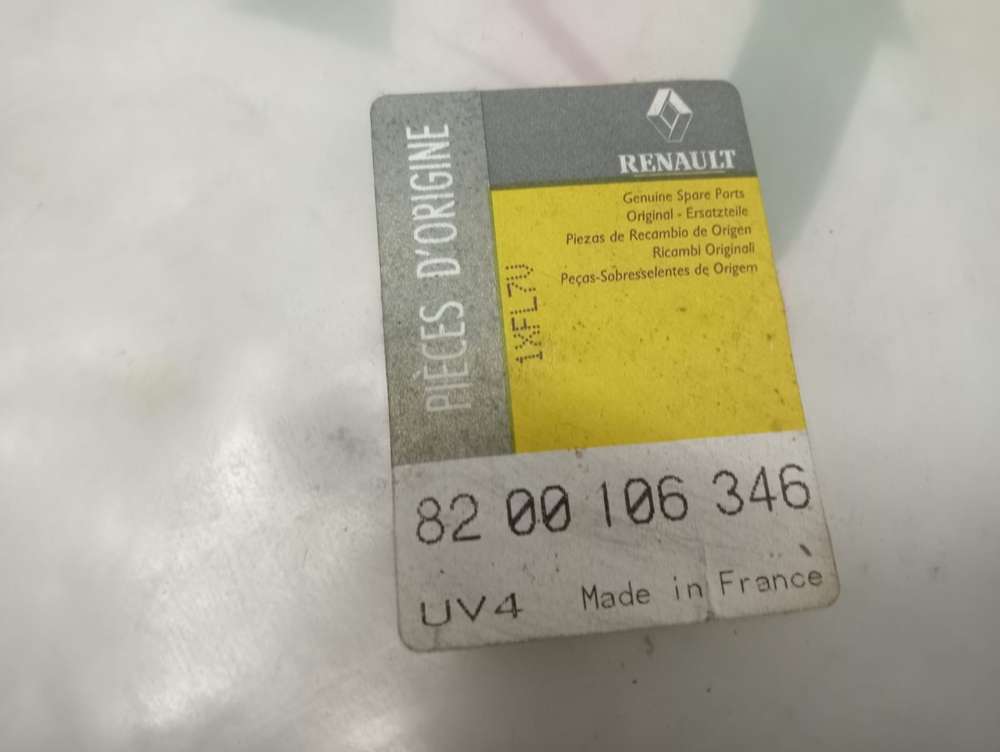 PIÈCES D'ORIGINE
RENAULT
Genuine Spare Parts
Original - Ersatzteile
Piezas de Recambio de Origen
Ricambi Originali
Peças-Sobresselentes de Origem
1XFL7U
82 00 106 346
UV4 Made in France